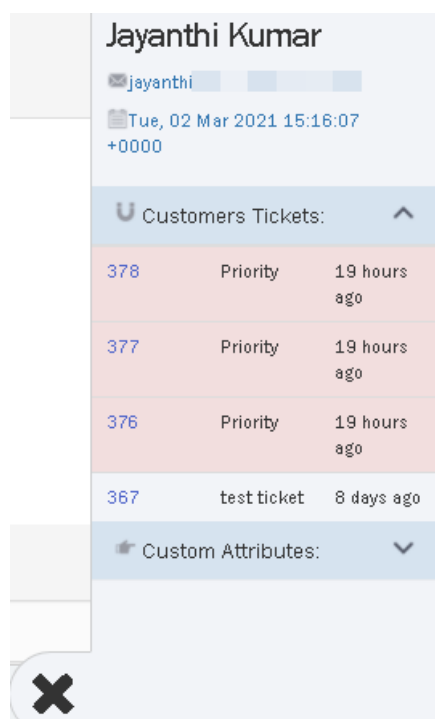 Jayanthi Kumar
jayanthi
Tue, 02 Mar 2021 15:16:07
+0000
Customers Tickets:
378 Priority 19 hours
ago
377 Priority 19 hours
ago
376 Priority 19 hours
ago
367 test ticket 8 days ago
Custom Attributes: